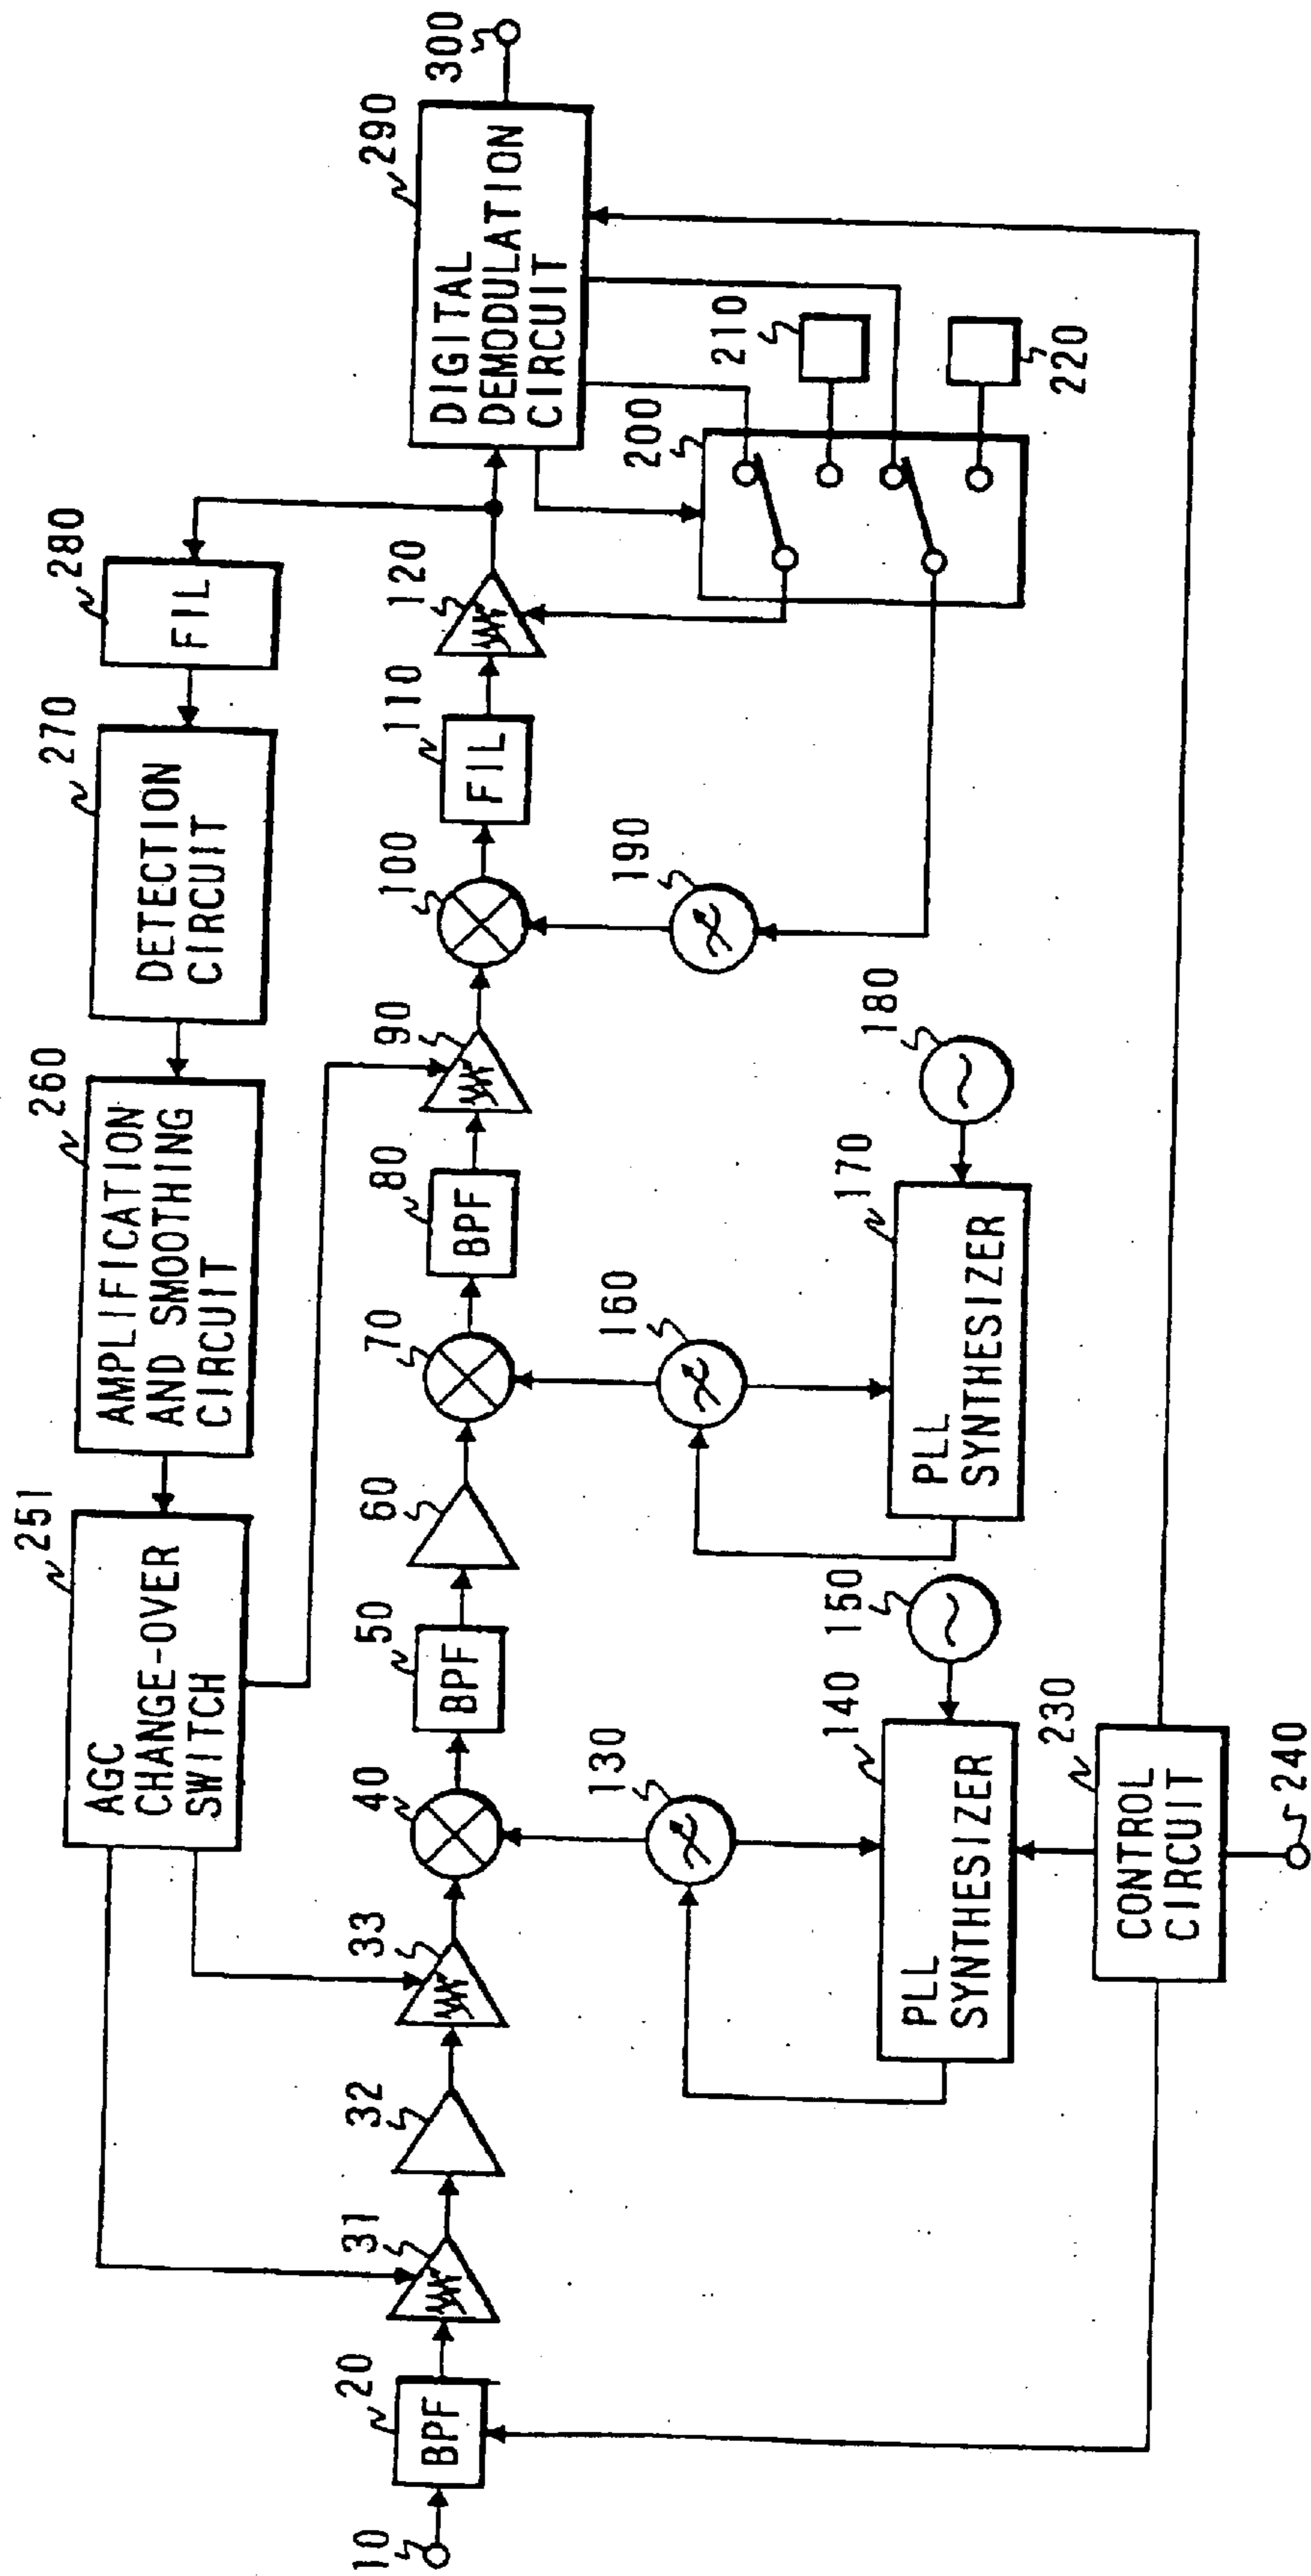 251
AGC
CHANGE-OVER
SWITCH
260
AMPLIFICATION
AND SMOOTHING
CIRCUIT
270
DETECTION
CIRCUIT
280
FIL
10
20
BPF
31
32
33
40
50
BPF
60
70
80
BPF
90
100
110
FIL
120
290
DIGITAL
DEMODULATION
CIRCUIT
300
130
160
190
200
210
220
140
PLL
SYNTHESIZER
150
170
PLL
SYNTHESIZER
180
230
CONTROL
CIRCUIT
240